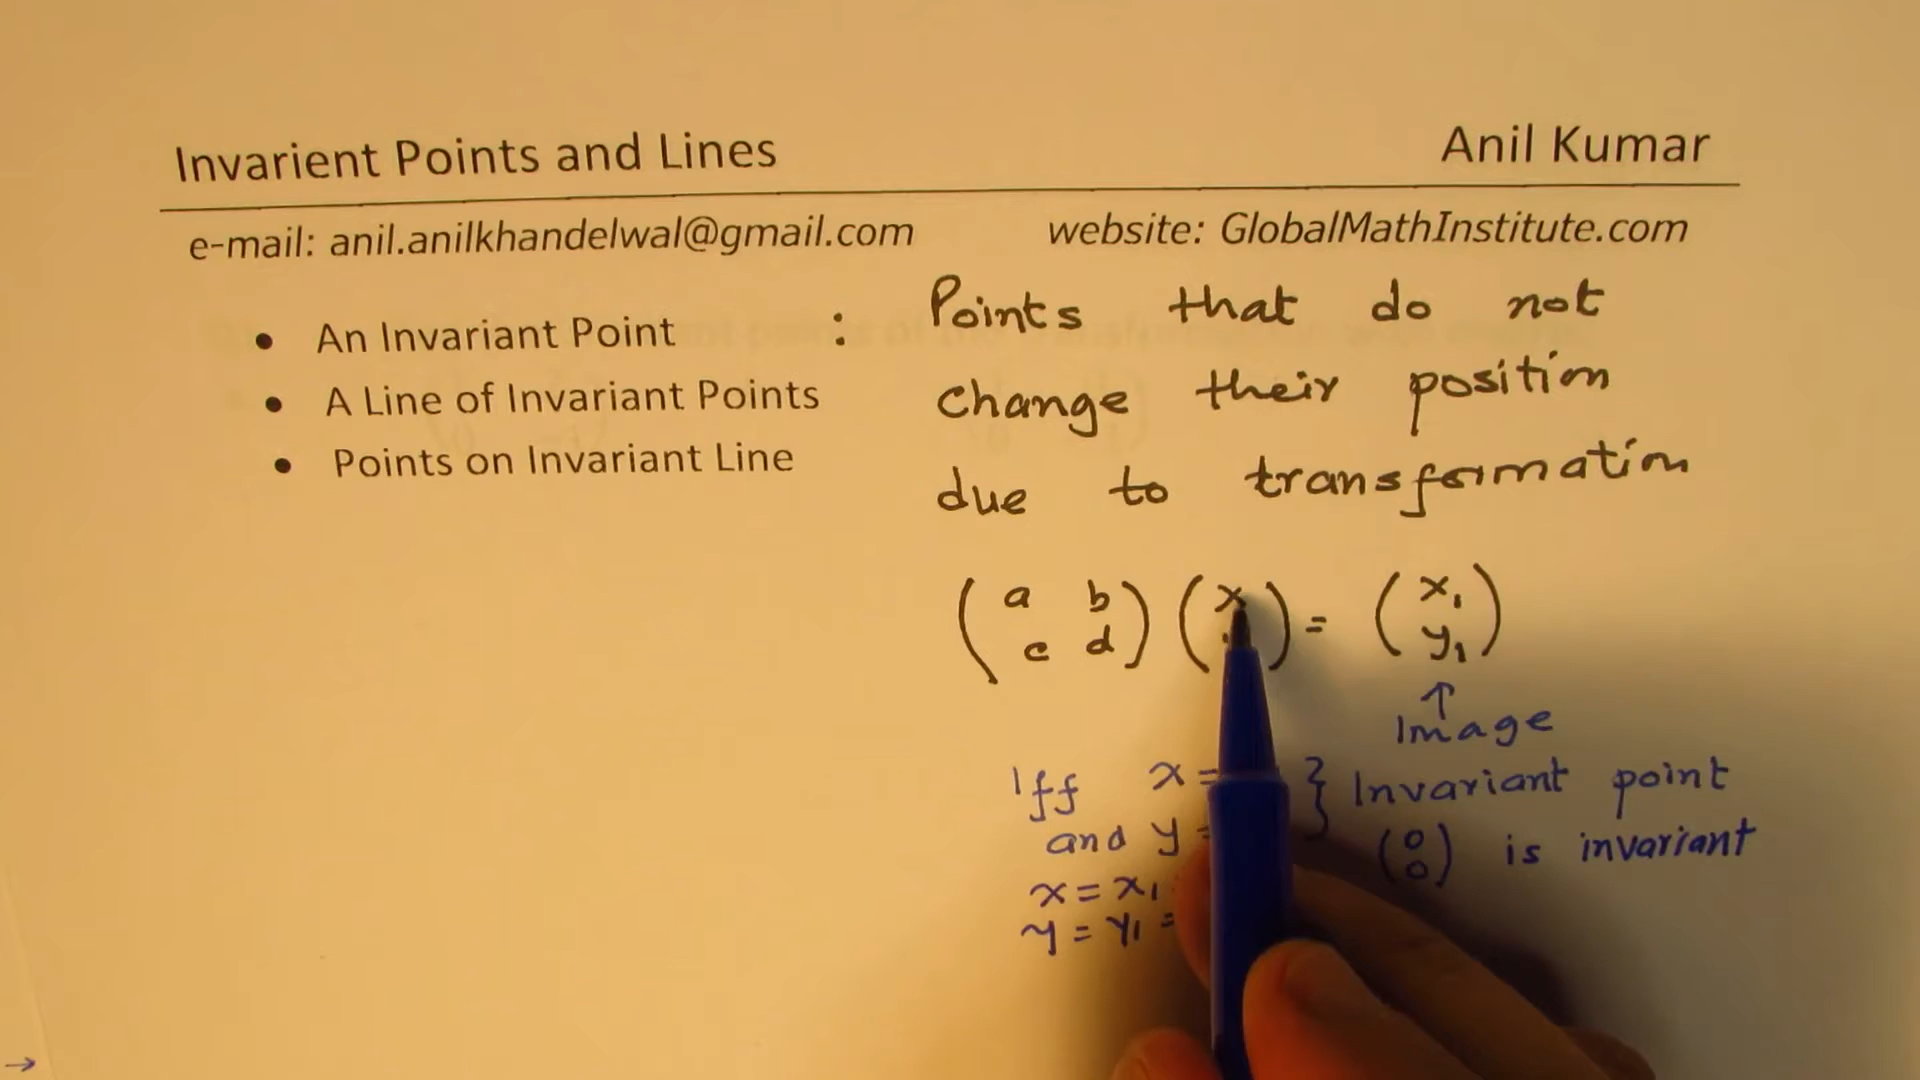 Invarient Points and Lines
Anil Kumar
e-mail: anil.anilkhandelwal@gmail.com
website: GlobalMathInstitute.com
• An Invariant Point :
• A Line of Invariant Points
• Points on Invariant Line
Points that do not
change their position
due to transformation
(a b) (x) = (x₁)
(c d) ( ) (y₁)
↑
Image
Iff x = } Invariant point
and y = (0
0) is invariant
x = x₁
y = y₁ =
→